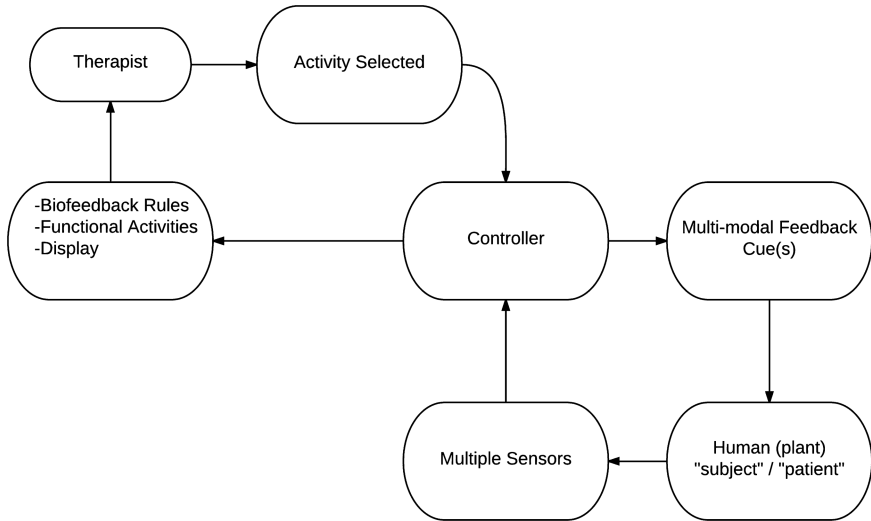 Therapist
Activity Selected
-Biofeedback Rules
-Functional Activities
-Display
Controller
Multi-modal Feedback
Cue(s)
Multiple Sensors
Human (plant)
"subject" / "patient"